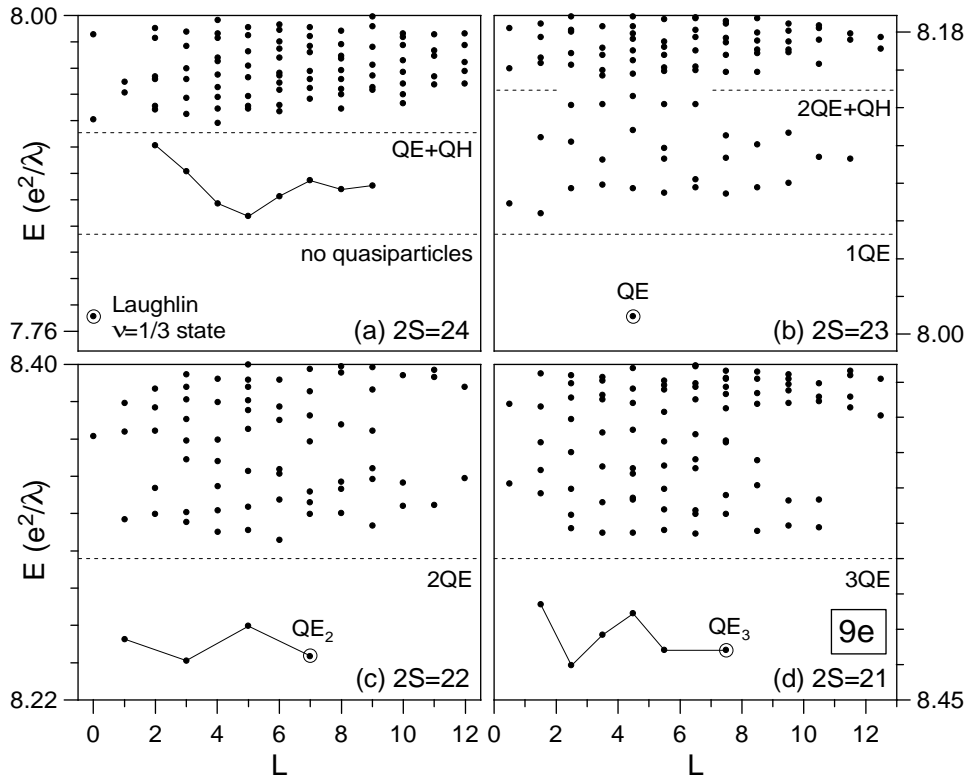 8.00
8.18
QE+QH
2QE+QH
E (e²/λ)
no quasiparticles
1QE
Laughlin
ν=1/3 state
QE
7.76
(a) 2S=24
(b) 2S=23
8.00
8.40
E (e²/λ)
2QE
3QE
QE₂
QE₃
9e
(c) 2S=22
(d) 2S=21
8.22
8.45
0 2 4 6 8 10 12
0 2 4 6 8 10 12
L
L